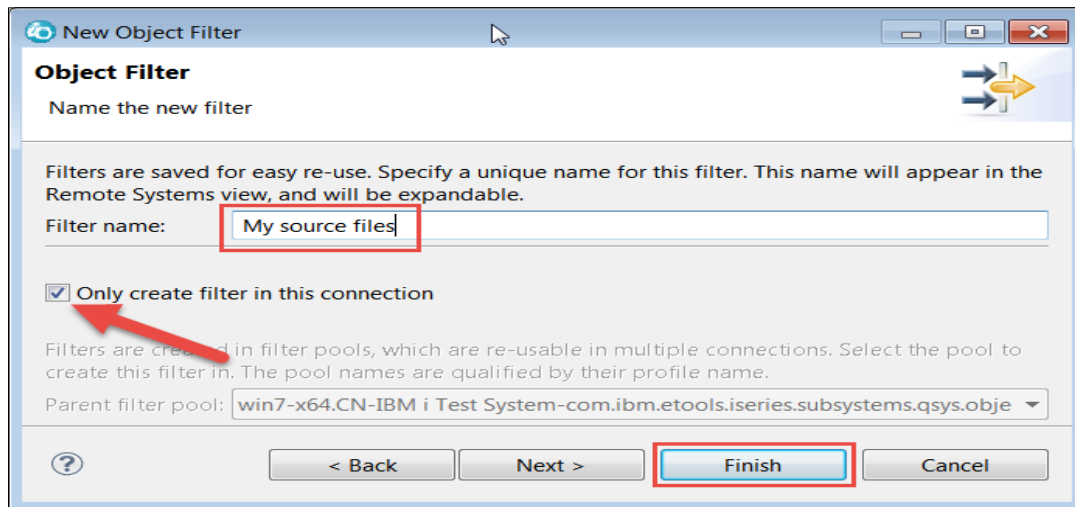 New Object Filter
Object Filter
Name the new filter
Filters are saved for easy re-use. Specify a unique name for this filter. This name will appear in the
Remote Systems view, and will be expandable.
Filter name: My source files
Only create filter in this connection
Filters are created in filter pools, which are re-usable in multiple connections. Select the pool to
create this filter in. The pool names are qualified by their profile name.
Parent filter pool: win7-x64.CN-IBM i Test System-com.ibm.etools.iseries.subsystems.qsys.obje
? < Back Next > Finish Cancel